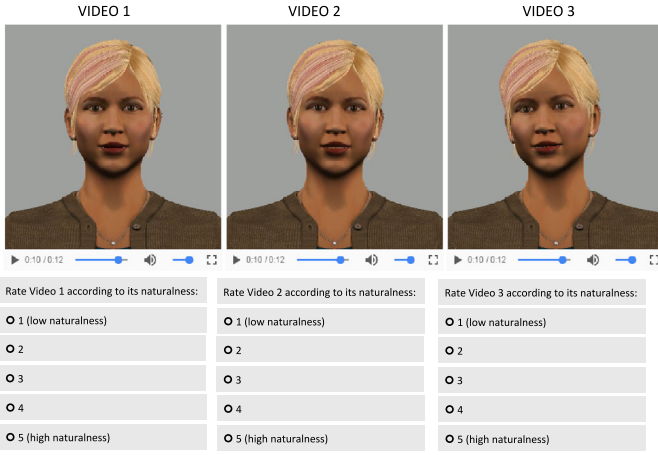 VIDEO 1
VIDEO 2
VIDEO 3
0:10 / 0:12
0:10 / 0:12
0:10 / 0:12
Rate Video 1 according to its naturalness:
1 (low naturalness)
2
3
4
5 (high naturalness)
Rate Video 2 according to its naturalness:
1 (low naturalness)
2
3
4
5 (high naturalness)
Rate Video 3 according to its naturalness:
1 (low naturalness)
2
3
4
5 (high naturalness)